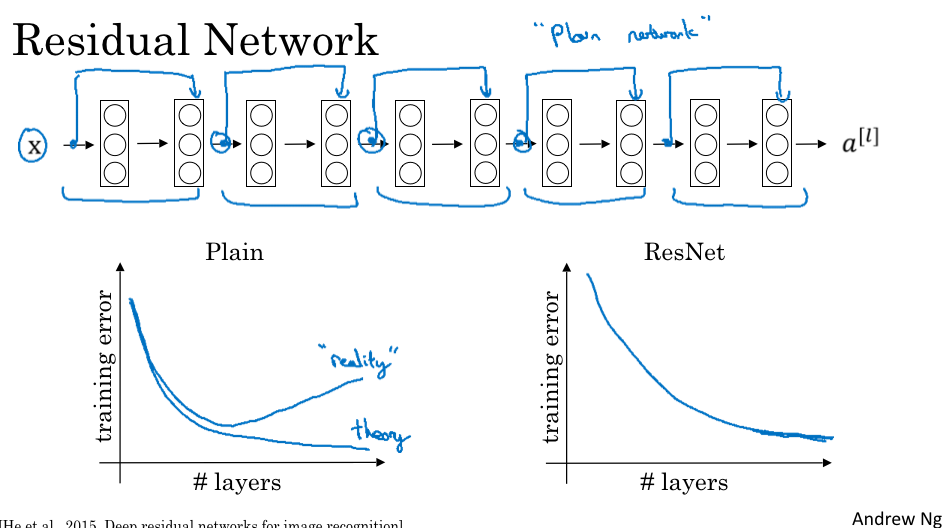 Residual Network
"Plain network"
x
a[l]
Plain
ResNet
training error
"reality"
theory
# layers
training error
# layers
[He et al., 2015. Deep residual networks for image recognition]
Andrew Ng